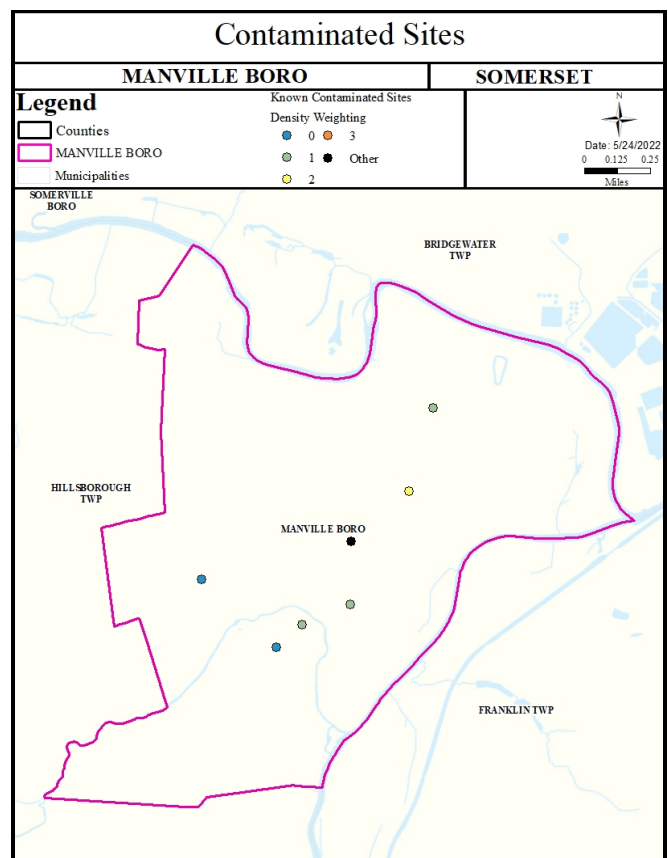 Contaminated Sites
MANVILLE BORO
SOMERSET
Legend
Counties
MANVILLE BORO
Municipalities
Known Contaminated Sites
Density Weighting
0 3
1 Other
2
N
Date: 5/24/2022
0 0.125 0.25
Miles
SOMERVILLE
BORO
BRIDGEWATER
TWP
HILLSBOROUGH
TWP
MANVILLE BORO
FRANKLIN TWP